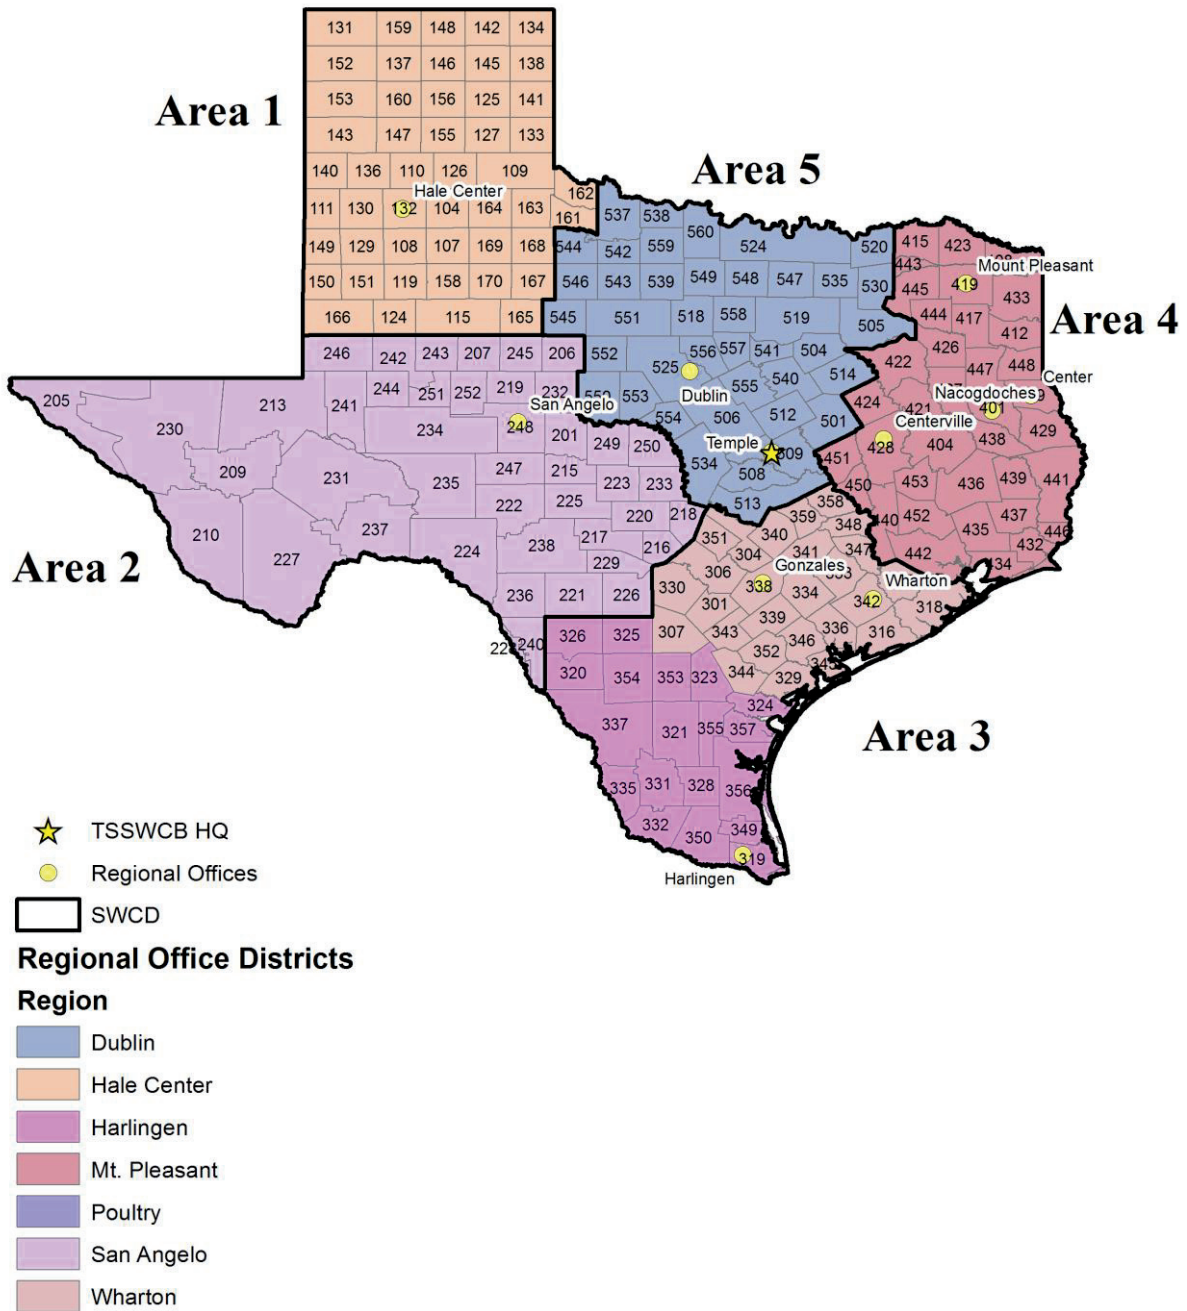 131 159 148 142 134
152 137 146 145 138
Area 1
153 160 156 125 141
143 147 155 127 133
Area 5
140 136 110 126 109
Hale Center
162
111 130 132 104 164 163 161
537 538 560 524 520
415 423
149 129 108 107 169 168
544 542 559
443 Mount Pleasant
150 151 119 158 170 167
546 543 539 549 548 547 535 530
445 419 433
Area 4
166 124 115 165
545 551 518 558 519 505
444 417 412
246 242 243 207 245 206
552 556 557 541 504
422 426 447 448
525
Center
205 213 241 244 251 252 219 232
553 Dublin 555 540 514
424 421 Nacogdoches 401
230 San Angelo
234 248 201 249 250
554 506 512 501
Centerville
428 404 438 429
Temple
209 231 235 247 215 223 233
534 508
451 453 436 439 441
450
210 227 237 222 225 220 218
513
452 435 437 446
Area 2
224 238 217 216 229
351 340 359 358 348
442 432
304 341 347
Gonzales
Wharton
236 221 226
330 306 338 334 342 318
301 339
240
326 325 307 343 346 336 316
352
320 354 353 323 344 329
324
337 321 355 357
Area 3
335 331 328 356
332 350 349
319
Harlingen
TSSWCB HQ
Regional Offices
SWCD
Regional Office Districts
Region
Dublin
Hale Center
Harlingen
Mt. Pleasant
Poultry
San Angelo
Wharton